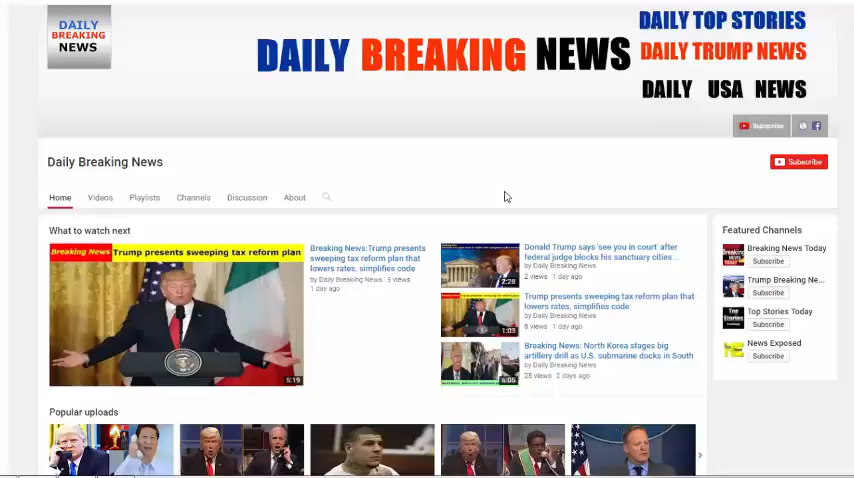 DAILY
BREAKING
NEWS
DAILY BREAKING NEWS
DAILY TOP STORIES
DAILY TRUMP NEWS
DAILY USA NEWS
Subscribe
Daily Breaking News
Subscribe
Home Videos Playlists Channels Discussion About
What to watch next
Breaking News Trump presents sweeping tax reform plan
5:19
Breaking News:Trump presents
sweeping tax reform plan that
lowers rates, simplifies code
by Daily Breaking News 5 views
1 day ago
2:28
Donald Trump says 'see you in court' after
federal judge blocks his sanctuary cities...
by Daily Breaking News
2 views 1 day ago
1:03
Trump presents sweeping tax reform plan that
lowers rates, simplifies code
by Daily Breaking News
8 views 1 day ago
6:05
Breaking News: North Korea stages big
artillery drill as U.S. submarine docks in South
by Daily Breaking News
28 views 2 days ago
Featured Channels
Breaking News Today
Subscribe
Trump Breaking Ne...
Subscribe
Top Stories Today
Subscribe
News Exposed
Subscribe
Popular uploads